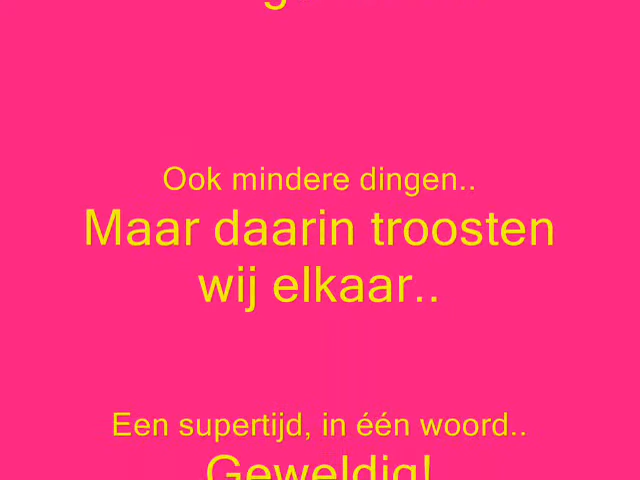 Ook mindere dingen..
Maar daarin troosten
wij elkaar..
Een supertijd, in één woord..
Geweldig!